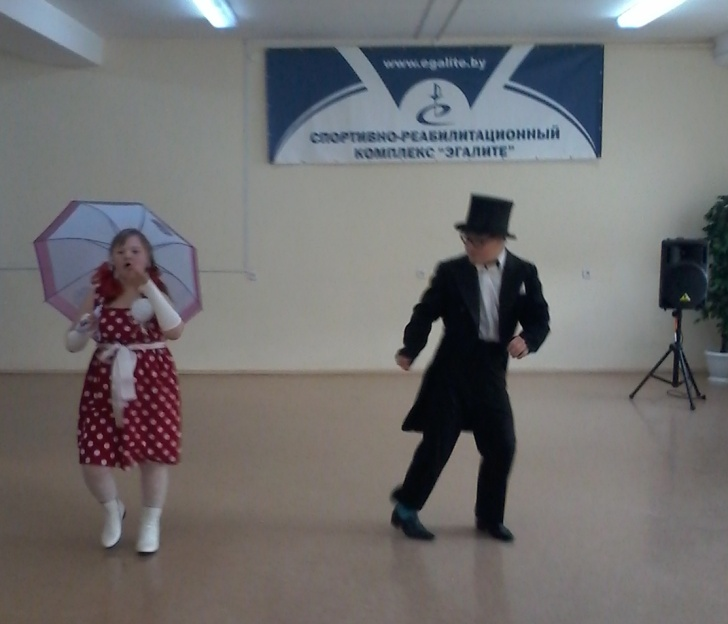 www.egalite.by
СПОРТИВНО-РЕАБИЛИТАЦИОННЫЙ
КОМПЛЕКС "ЭГАЛИТЕ"